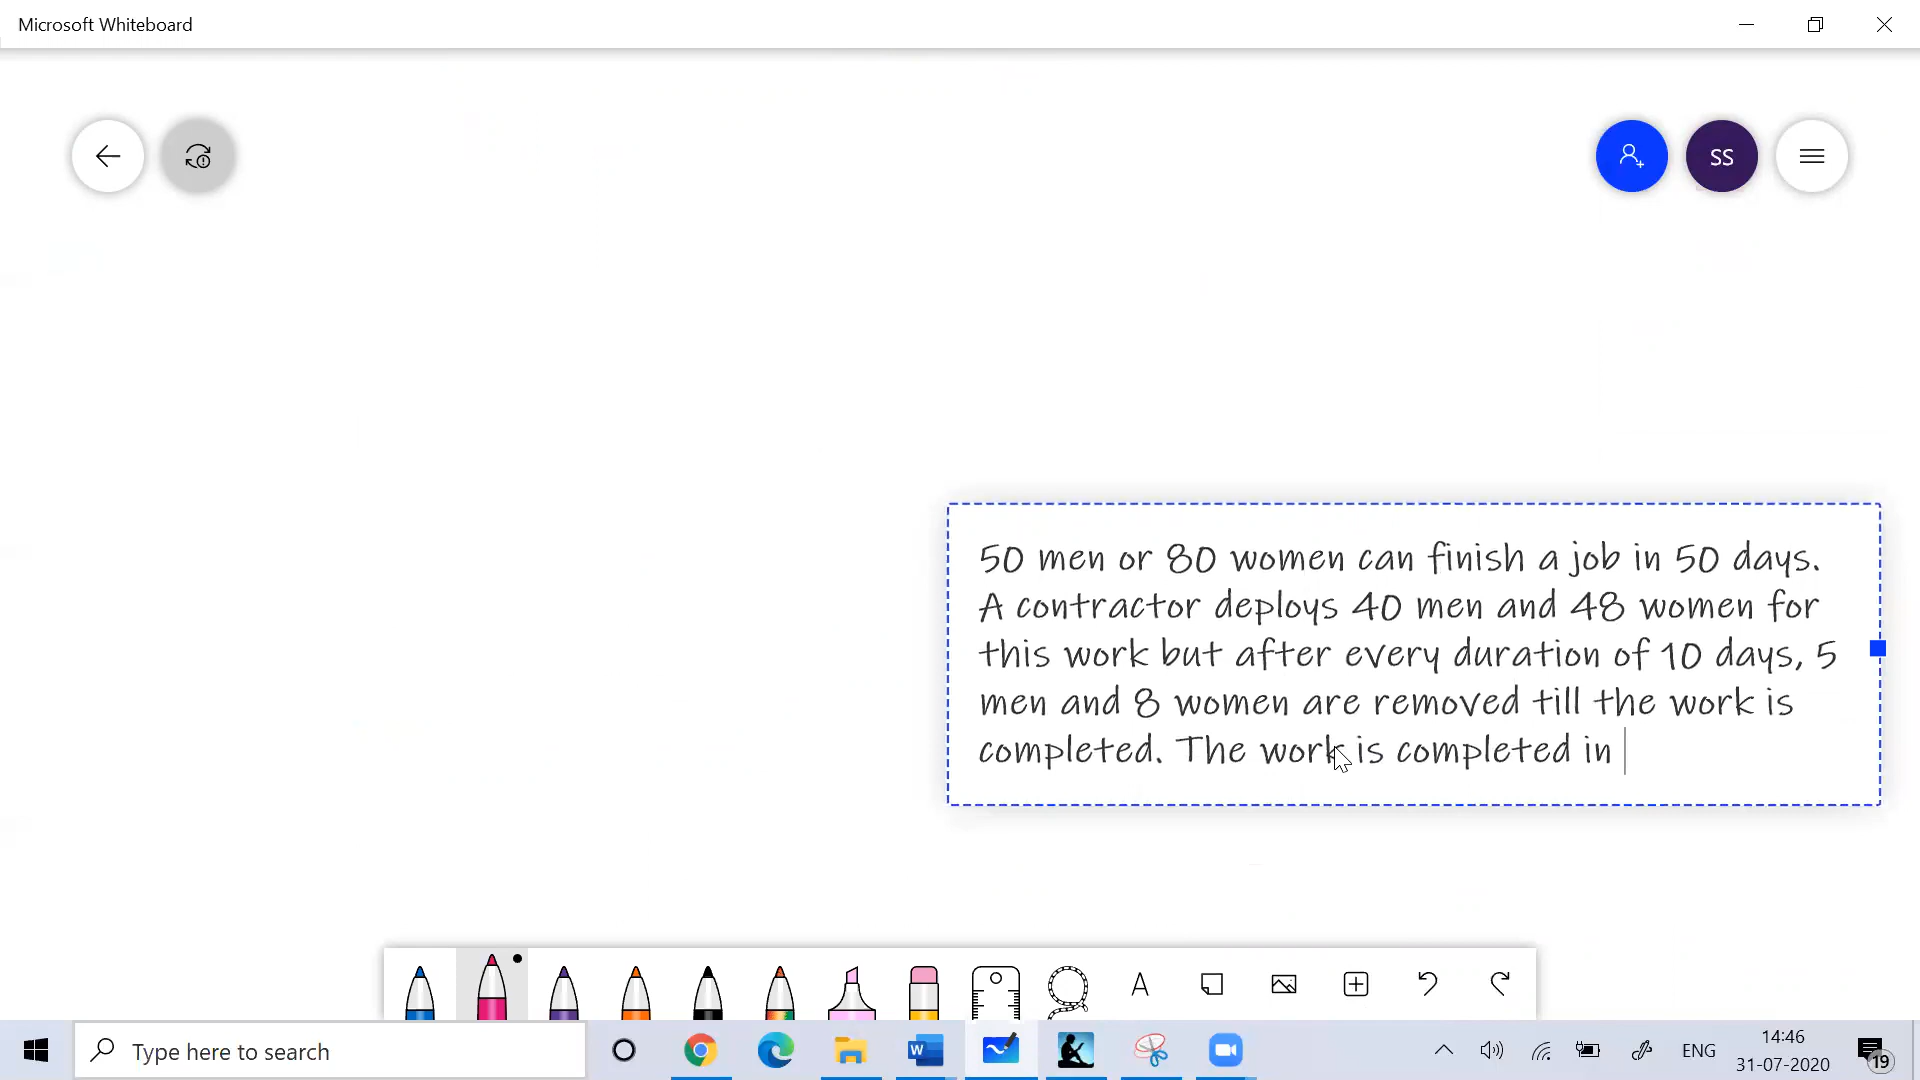 Microsoft Whiteboard
SS
50 men or 80 women can finish a job in 50 days.
A contractor deploys 40 men and 48 women for
this work but after every duration of 10 days, 5
men and 8 women are removed till the work is
completed. The work is completed in
A
Type here to search
W
ENG
14:46
31-07-2020
19